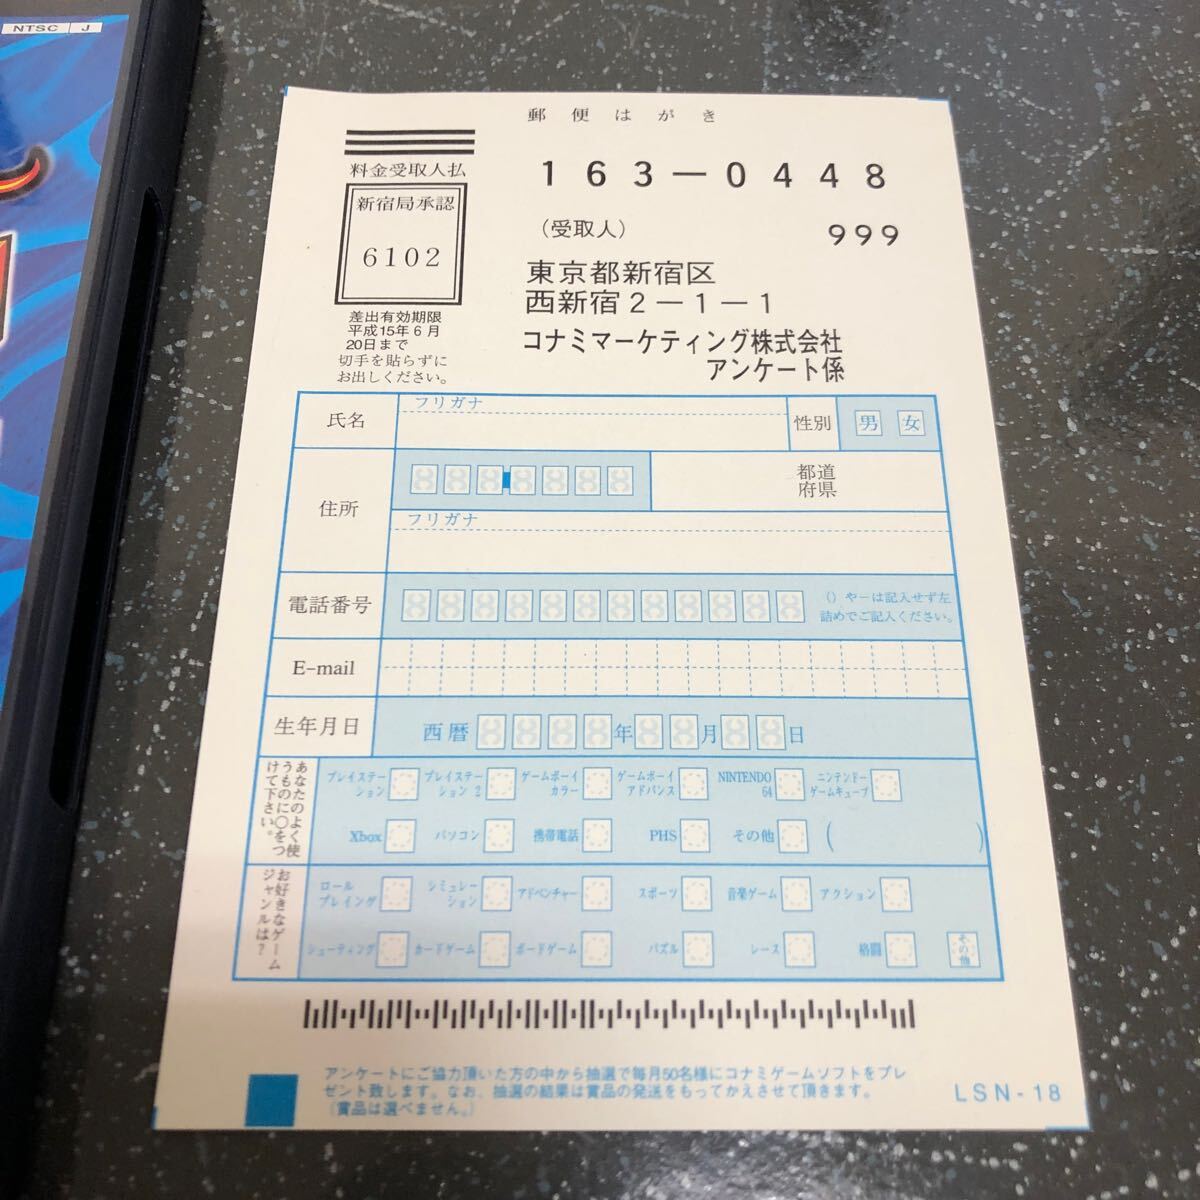 NTSC J
郵便はがき
料金受取人払
新宿局承認
6102
差出有効期限
平成15年6月
20日まで
切手を貼らずに
お出しください。
163-0448
(受取人)
999
東京都新宿区
西新宿2-1-1
コナミマーケティング株式会社
アンケート係
氏名
フリガナ
性別
男 女
住所
都道
府県
フリガナ
電話番号
()や-は記入せず左
詰めでご記入ください。
E-mail
生年月日
西暦 年 月 日
あなたのよく使
うものに○をつ
けて下さい。
プレイステー
ション
プレイステー
ション2
ゲームボーイ
カラー
ゲームボーイ
アドバンス
NINTENDO
64
ニンテンドー
ゲームキューブ
Xbox
パソコン
携帯電話
PHS
その他
( )
お好きなゲーム
ジャンルは?
ロール
プレイング
シミュレー
ション
アドベンチャー
スポーツ
音楽ゲーム
アクション
シューティング
カードゲーム
ボードゲーム
パズル
レース
格闘
その他
アンケートにご協力頂いた方の中から抽選で毎月50名様にコナミゲームソフトをプレ
ゼント致します。なお、抽選の結果は賞品の発送をもってかえさせて頂きます。
(賞品は選べません。)
LSN-18